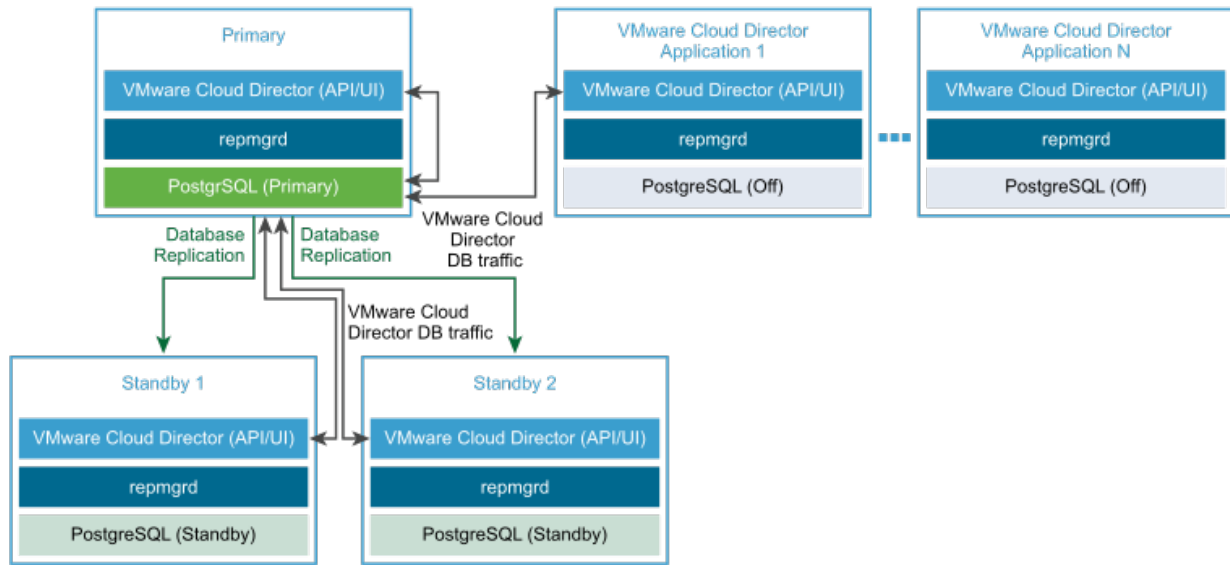 Primary
VMware Cloud Director (API/UI)
repmgrd
PostgrSQL (Primary)
VMware Cloud Director
Application 1
VMware Cloud Director (API/UI)
repmgrd
PostgreSQL (Off)
VMware Cloud Director
Application N
VMware Cloud Director (API/UI)
repmgrd
PostgreSQL (Off)
Database
Replication
Database
Replication
VMware Cloud
Director
DB traffic
VMware Cloud
Director DB traffic
Standby 1
VMware Cloud Director (API/UI)
repmgrd
PostgreSQL (Standby)
Standby 2
VMware Cloud Director (API/UI)
repmgrd
PostgreSQL (Standby)